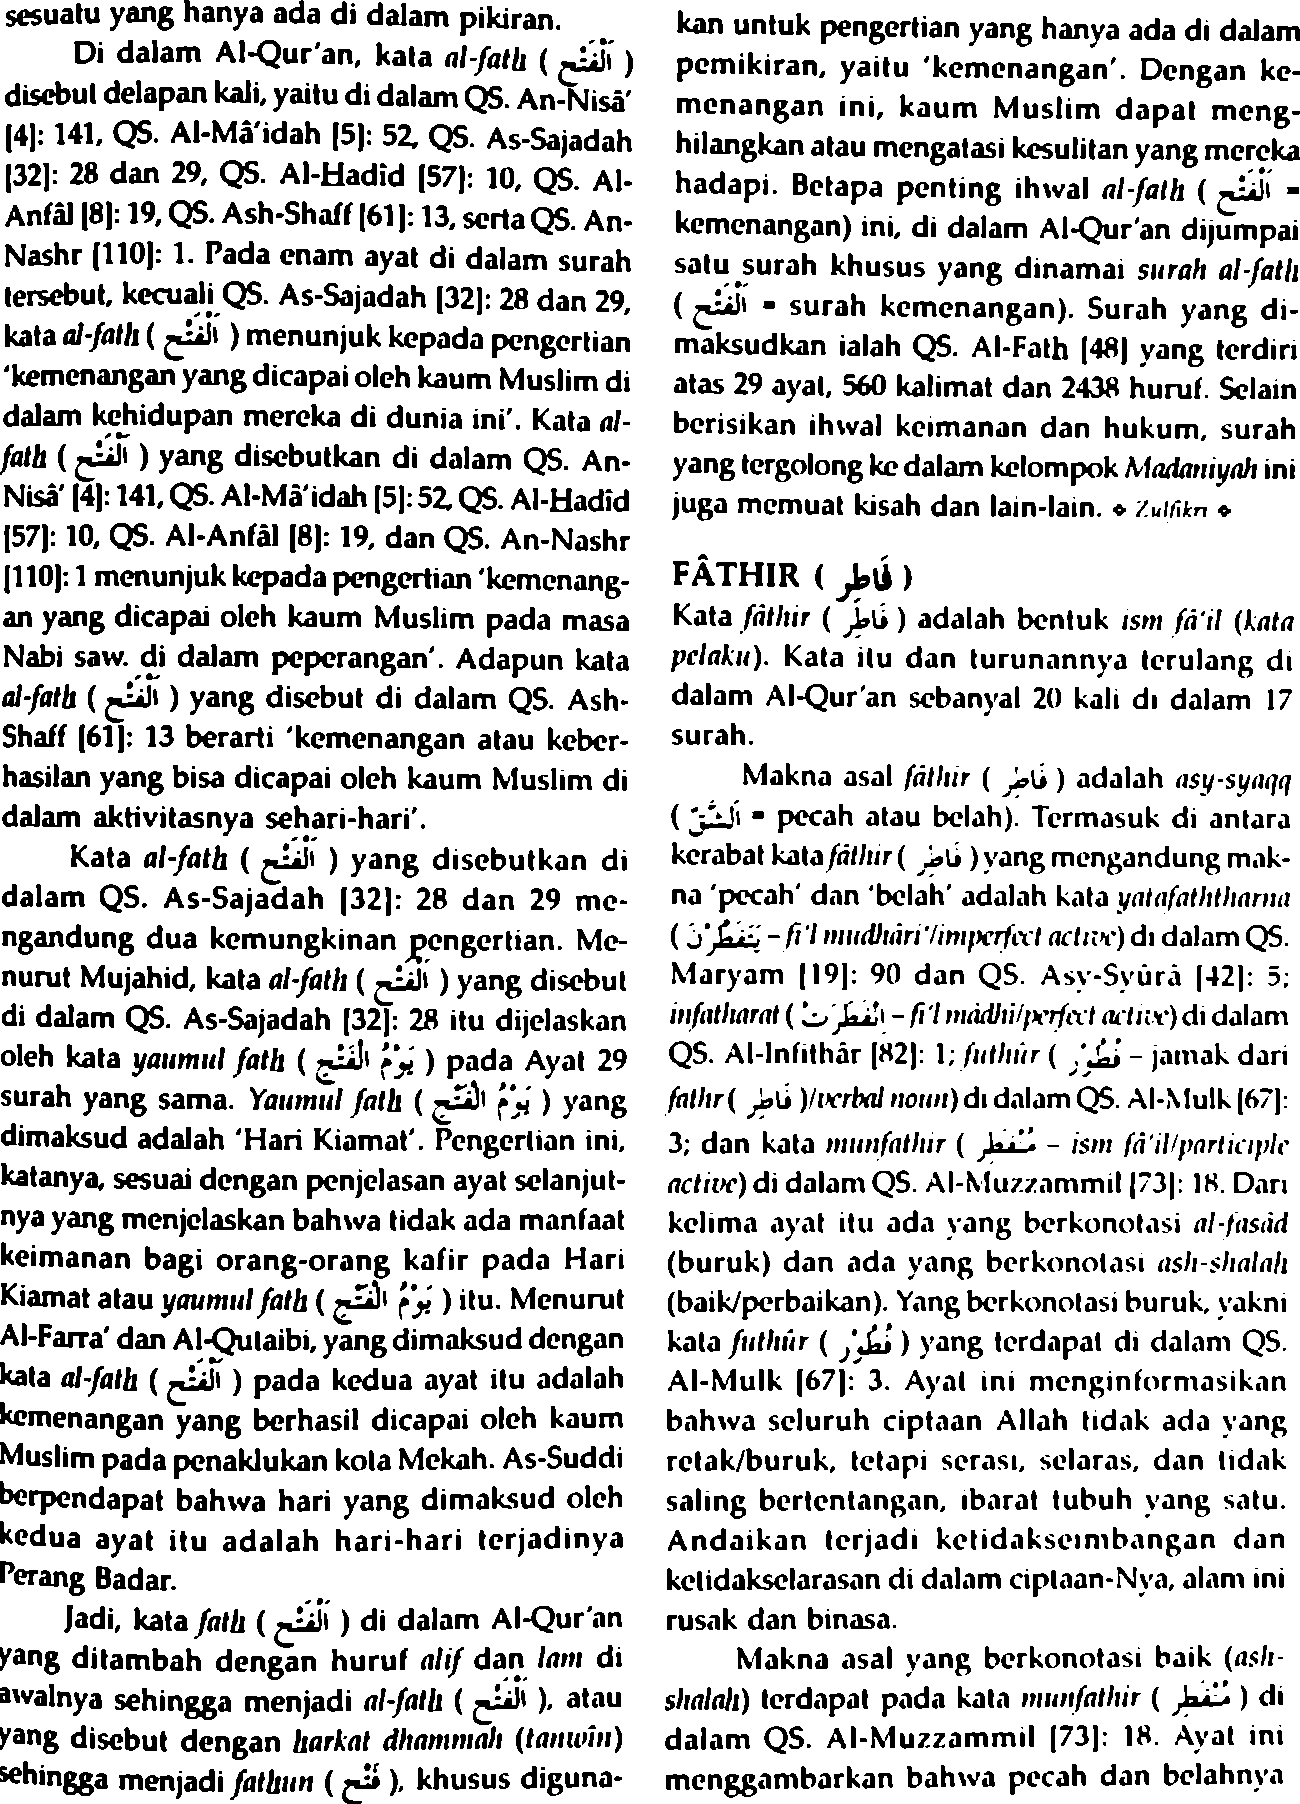 sesuatu yang hanya ada di dalam pikiran.
Di dalam Al-Qur'an, kata al-fath ( اَلْفَتْح )
disebut delapan kali, yaitu di dalam QS. An-Nisâ'
[4]: 141, QS. Al-Mâ'idah [5]: 52, QS. As-Sajadah
[32]: 28 dan 29, QS. Al-Hadîd [57]: 10, QS. Al-
Anfâl [8]: 19, QS. Ash-Shaff [61]: 13, serta QS. An-
Nashr [110]: 1. Pada enam ayat di dalam surah
tersebut, kecuali QS. As-Sajadah [32]: 28 dan 29,
kata al-fath ( اَلْفَتْح ) menunjuk kepada pengertian
'kemenangan yang dicapai oleh kaum Muslim di
dalam kehidupan mereka di dunia ini'. Kata al-
fath ( اَلْفَتْح ) yang disebutkan di dalam QS. An-
Nisâ' [4]: 141, QS. Al-Mâ'idah [5]: 52, QS. Al-Hadîd
[57]: 10, QS. Al-Anfâl [8]: 19, dan QS. An-Nashr
[110]: 1 menunjuk kepada pengertian 'kemenang-
an yang dicapai oleh kaum Muslim pada masa
Nabi saw. di dalam peperangan'. Adapun kata
al-fath ( اَلْفَتْح ) yang disebut di dalam QS. Ash-
Shaff [61]: 13 berarti 'kemenangan atau keber-
hasilan yang bisa dicapai oleh kaum Muslim di
dalam aktivitasnya sehari-hari'.
Kata al-fath ( اَلْفَتْح ) yang disebutkan di
dalam QS. As-Sajadah [32]: 28 dan 29 me-
ngandung dua kemungkinan pengertian. Me-
nurut Mujahid, kata al-fath ( اَلْفَتْح ) yang disebut
di dalam QS. As-Sajadah [32]: 28 itu dijelaskan
oleh kata yaumul fath ( يَوْمُ الْفَتْحِ ) pada Ayat 29
surah yang sama. Yaumul fath ( يَوْمُ الْفَتْحِ ) yang
dimaksud adalah 'Hari Kiamat'. Pengertian ini,
katanya, sesuai dengan penjelasan ayat selanjut-
nya yang menjelaskan bahwa tidak ada manfaat
keimanan bagi orang-orang kafir pada Hari
Kiamat atau yaumul fath ( يَوْمُ الْفَتْحِ ) itu. Menurut
Al-Farra' dan Al-Qutaibi, yang dimaksud dengan
kata al-fath ( اَلْفَتْح ) pada kedua ayat itu adalah
kemenangan yang berhasil dicapai oleh kaum
Muslim pada penaklukan kota Mekah. As-Suddi
berpendapat bahwa hari yang dimaksud oleh
kedua ayat itu adalah hari-hari terjadinya
Perang Badar.
Jadi, kata fath ( اَلْفَتْح ) di dalam Al-Qur'an
yang ditambah dengan huruf alif dan lam di
awalnya sehingga menjadi al-fath ( اَلْفَتْح ), atau
yang disebut dengan harkat dhammah (tanwîn)
sehingga menjadi fathun ( فَتْح ), khusus diguna-
kan untuk pengertian yang hanya ada di dalam
pemikiran, yaitu 'kemenangan'. Dengan ke-
menangan ini, kaum Muslim dapat meng-
hilangkan atau mengatasi kesulitan yang mereka
hadapi. Betapa penting ihwal al-fath ( اَلْفَتْح =
kemenangan) ini, di dalam Al-Qur'an dijumpai
satu surah khusus yang dinamai surah al-fath
( اَلْفَتْح = surah kemenangan). Surah yang di-
maksudkan ialah QS. Al-Fath [48] yang terdiri
atas 29 ayat, 560 kalimat dan 2438 huruf. Selain
berisikan ihwal keimanan dan hukum, surah
yang tergolong ke dalam kelompok Madaniyah ini
juga memuat kisah dan lain-lain. ❖ Zulfikri ❖
FÂTHIR ( فَاطِر )
Kata fâthir ( فَاطِر ) adalah bentuk ism fâ'il (kata
pelaku). Kata itu dan turunannya terulang di
dalam Al-Qur'an sebanyal 20 kali di dalam 17
surah.
Makna asal fâthir ( فَاطِر ) adalah asy-syaqq
( اَلشَّقّ = pecah atau belah). Termasuk di antara
kerabat kata fâthir ( فَاطِر ) yang mengandung mak-
na 'pecah' dan 'belah' adalah kata yatafaththarna
( يَتَفَطَّرْنَ – fi'l mudhâri'/imperfect active) di dalam QS.
Maryam [19]: 90 dan QS. Asy-Syûrâ [42]: 5;
infatharat ( اِنْفَطَرَتْ – fi'l mâdhi/perfect active) di dalam
QS. Al-Infithâr [82]: 1; futhûr ( فُطُوْر – jamak dari
fathr ( فَاطِر )/verbal noun) di dalam QS. Al-Mulk [67]:
3; dan kata munfathir ( مُنْفَطِر – ism fâ'il/participle
active) di dalam QS. Al-Muzzammil [73]: 18. Dari
kelima ayat itu ada yang berkonotasi al-fasâd
(buruk) dan ada yang berkonotasi ash-shalah
(baik/perbaikan). Yang berkonotasi buruk, yakni
kata futhûr ( فُطُوْر ) yang terdapat di dalam QS.
Al-Mulk [67]: 3. Ayat ini menginformasikan
bahwa seluruh ciptaan Allah tidak ada yang
retak/buruk, tetapi serasi, selaras, dan tidak
saling bertentangan, ibarat tubuh yang satu.
Andaikan terjadi ketidakseimbangan dan
ketidakselarasan di dalam ciptaan-Nya, alam ini
rusak dan binasa.
Makna asal yang berkonotasi baik (ash-
shalah) terdapat pada kata munfathir ( مُنْفَطِر ) di
dalam QS. Al-Muzzammil [73]: 18. Ayat ini
menggambarkan bahwa pecah dan belahnya